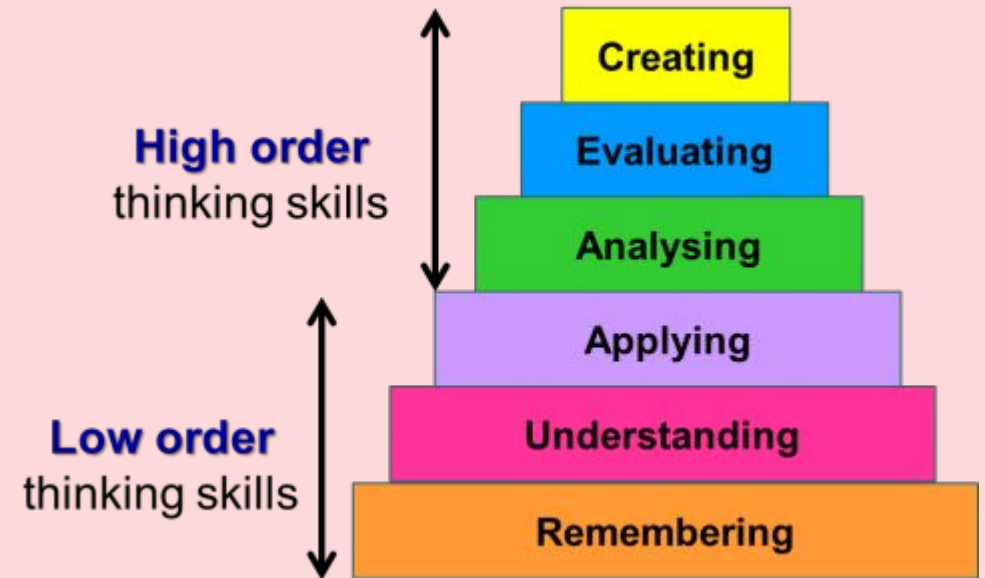 Creating
Evaluating
High order
thinking skills
Analysing
Applying
Low order
thinking skills
Understanding
Remembering